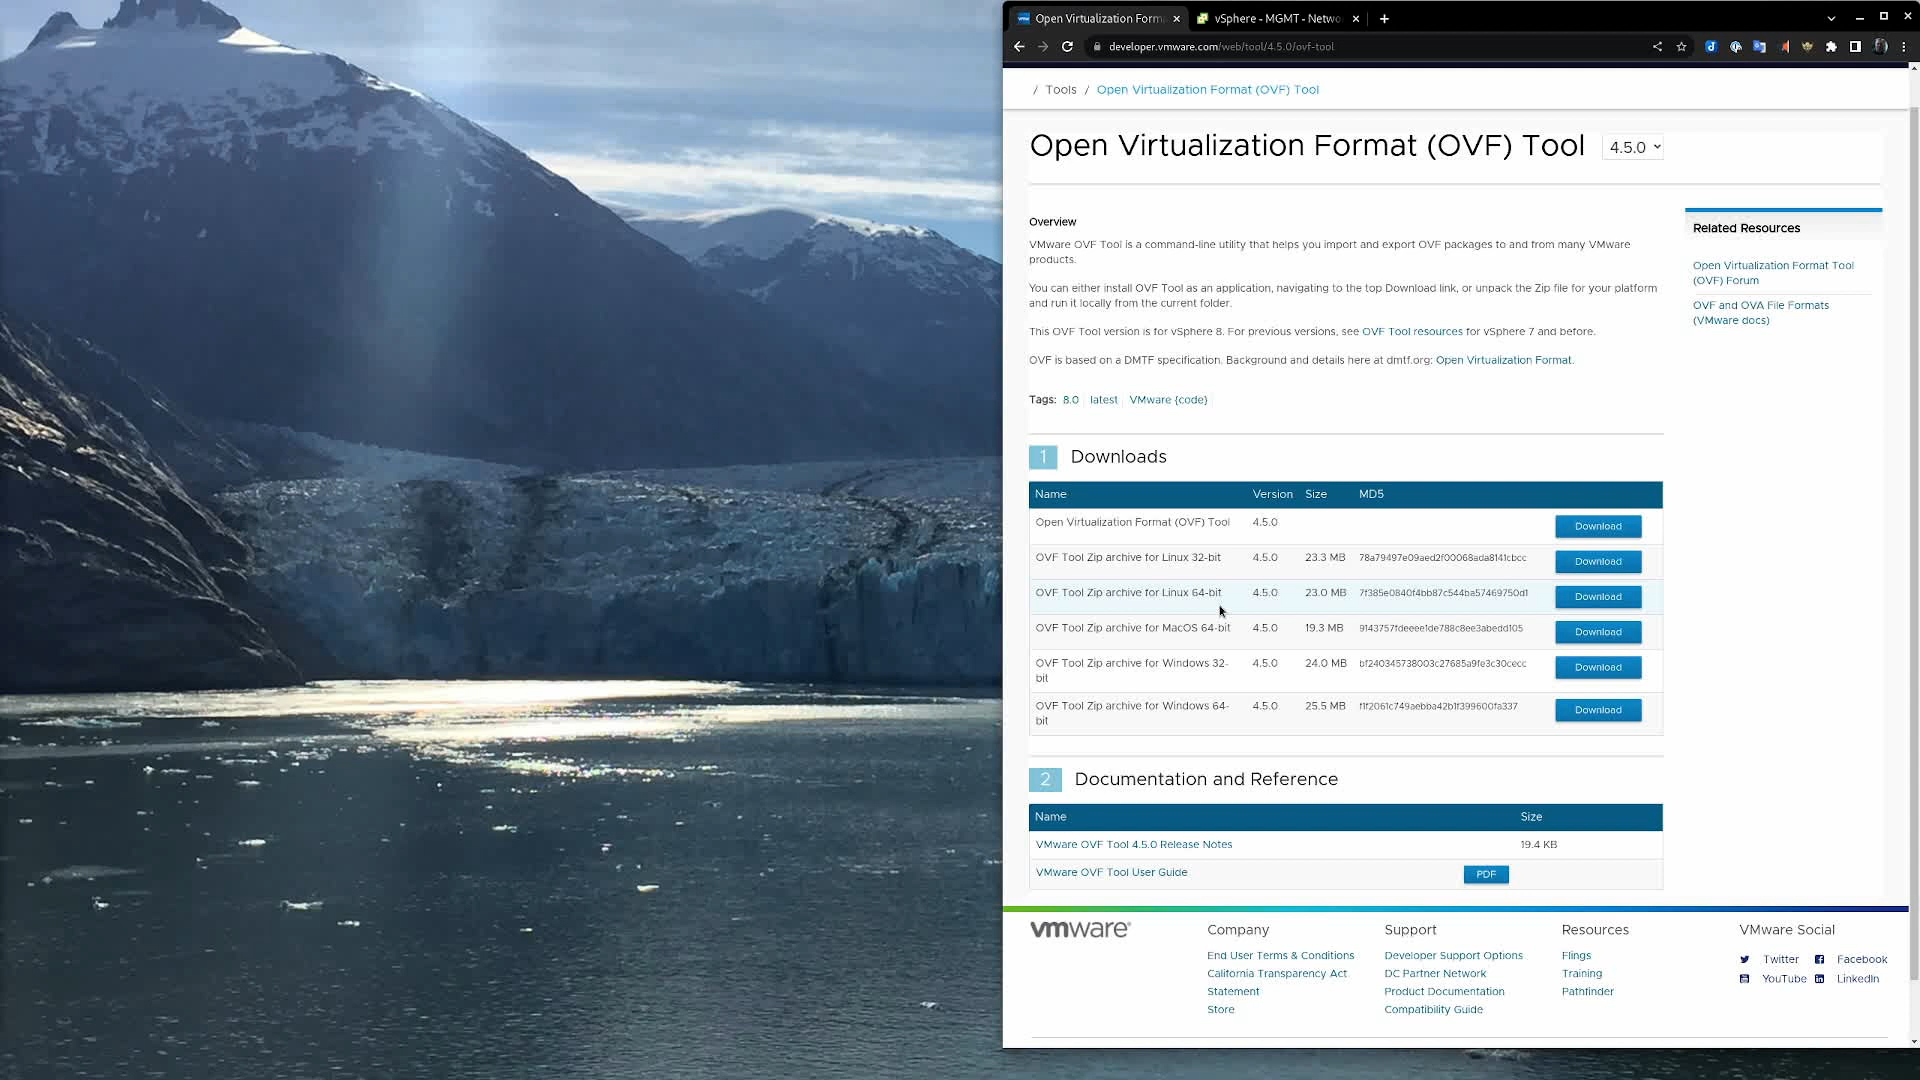 Open Virtualization Form
vSphere - MGMT - Netwo
developer.vmware.com/web/tool/4.5.0/ovf-tool
/ Tools / Open Virtualization Format (OVF) Tool
Open Virtualization Format (OVF) Tool 4.5.0
Overview
VMware OVF Tool is a command-line utility that helps you import and export OVF packages to and from many VMware
products.
You can either install OVF Tool as an application, navigating to the top Download link, or unpack the Zip file for your platform
and run it locally from the current folder.
This OVF Tool version is for vSphere 8. For previous versions, see OVF Tool resources for vSphere 7 and before.
OVF is based on a DMTF specification. Background and details here at dmtf.org: Open Virtualization Format.
Tags: 8.0 latest VMware {code}
Related Resources
Open Virtualization Format Tool
(OVF) Forum
OVF and OVA File Formats
(VMware docs)
1 Downloads
Name Version Size MD5
Open Virtualization Format (OVF) Tool 4.5.0 Download
OVF Tool Zip archive for Linux 32-bit 4.5.0 23.3 MB 78a79497e09aed2f00068ada8141cbcc Download
OVF Tool Zip archive for Linux 64-bit 4.5.0 23.0 MB 7f385e0840f4bb87c544ba57469750d1 Download
OVF Tool Zip archive for MacOS 64-bit 4.5.0 19.3 MB 9143757fdeeee1de788c8ee3abedd105 Download
OVF Tool Zip archive for Windows 32- 4.5.0 24.0 MB bf240345738003c27685a9fe3c30cecc Download
bit
OVF Tool Zip archive for Windows 64- 4.5.0 25.5 MB f1f2061c749aebba42b1f399600fa337 Download
bit
2 Documentation and Reference
Name Size
VMware OVF Tool 4.5.0 Release Notes 19.4 KB
VMware OVF Tool User Guide PDF
vmware
Company
End User Terms & Conditions
California Transparency Act
Statement
Store
Support
Developer Support Options
DC Partner Network
Product Documentation
Compatibility Guide
Resources
Flings
Training
Pathfinder
VMware Social
Twitter Facebook
YouTube LinkedIn